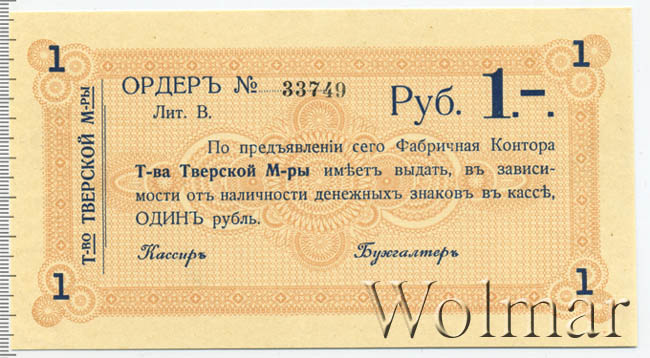 1 1
ОРДЕРЪ № 33749
Лит. В.
Руб. 1.-.
Т-во ТВЕРСКОЙ М-РЫ
По предъявленіи сего Фабричная Контора
Т-ва Тверской М-ры имѣетъ выдать, въ зависи-
мости отъ наличности денежныхъ знаковъ въ кассѣ,
ОДИНЪ рубль.
Кассиръ Бухгалтеръ
1 1
Wolmar